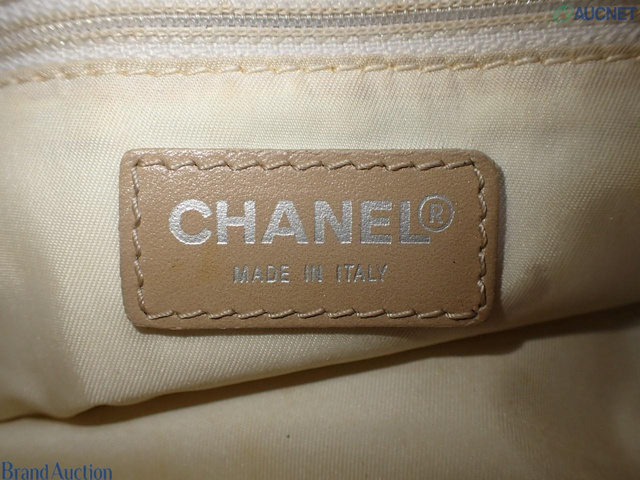 AUCNET
CHANEL®
MADE IN ITALY
Brand Auction